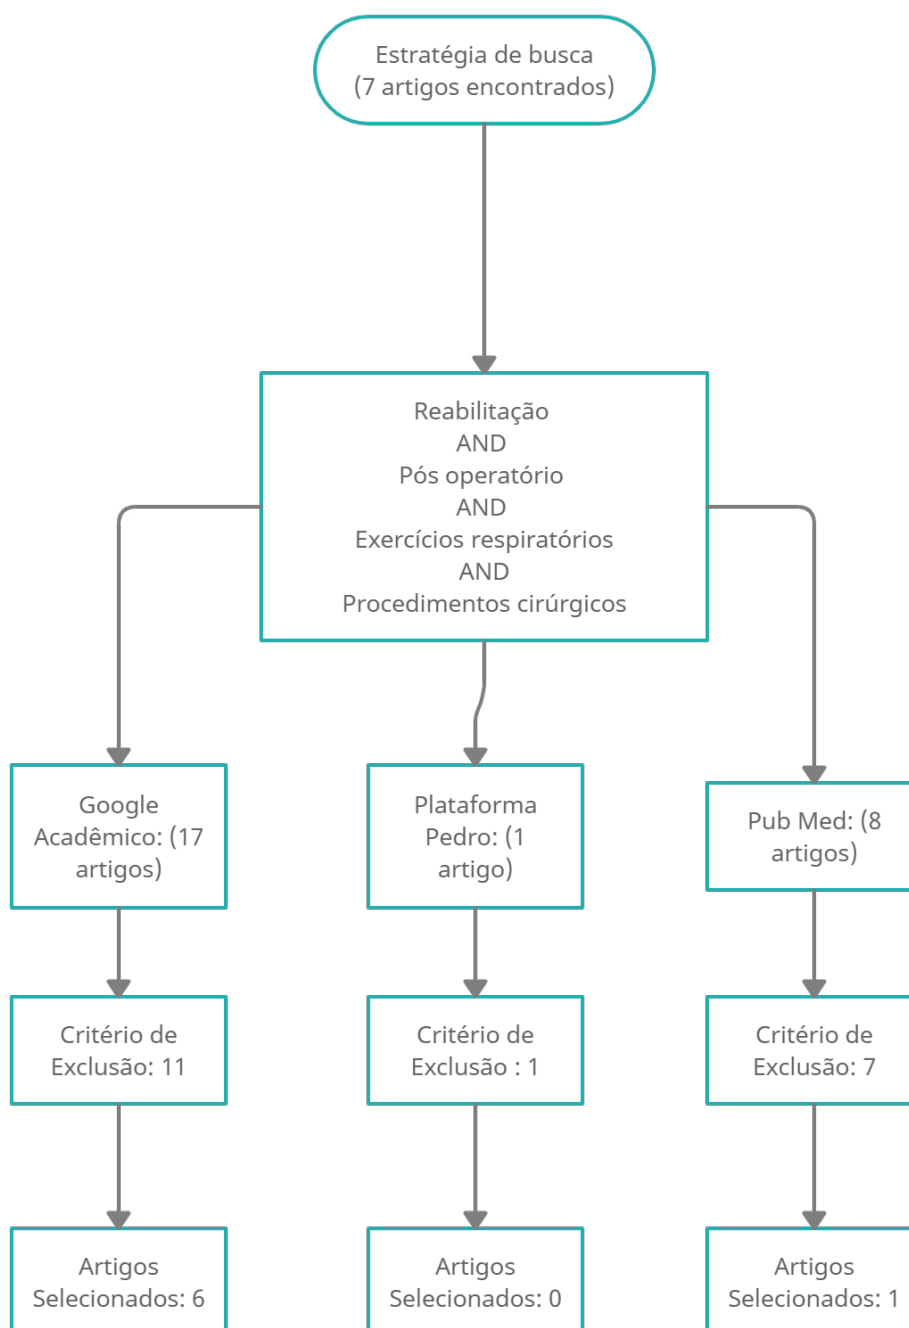 Estratégia de busca
(7 artigos encontrados)
Reabilitação
AND
Pós operatório
AND
Exercícios respiratórios
AND
Procedimentos cirúrgicos
Google
Acadêmico: (17
artigos)
Plataforma
Pedro: (1
artigo)
Pub Med: (8
artigos)
Critério de
Exclusão: 11
Critério de
Exclusão : 1
Critério de
Exclusão: 7
Artigos
Selecionados: 6
Artigos
Selecionados: 0
Artigos
Selecionados: 1